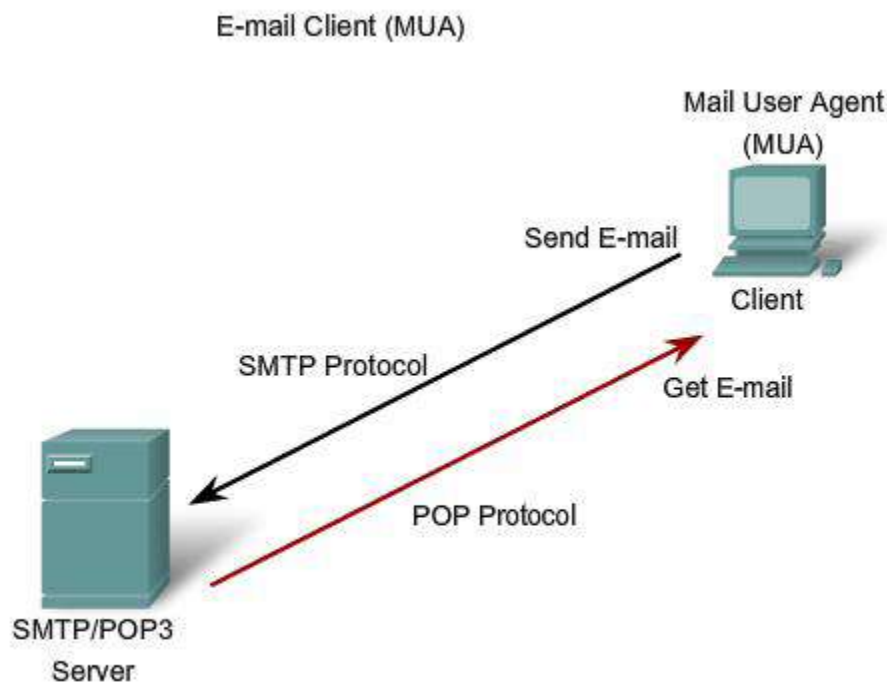 E-mail Client (MUA)
Mail User Agent
(MUA)
Send E-mail
Client
SMTP Protocol
Get E-mail
POP Protocol
SMTP/POP3
Server